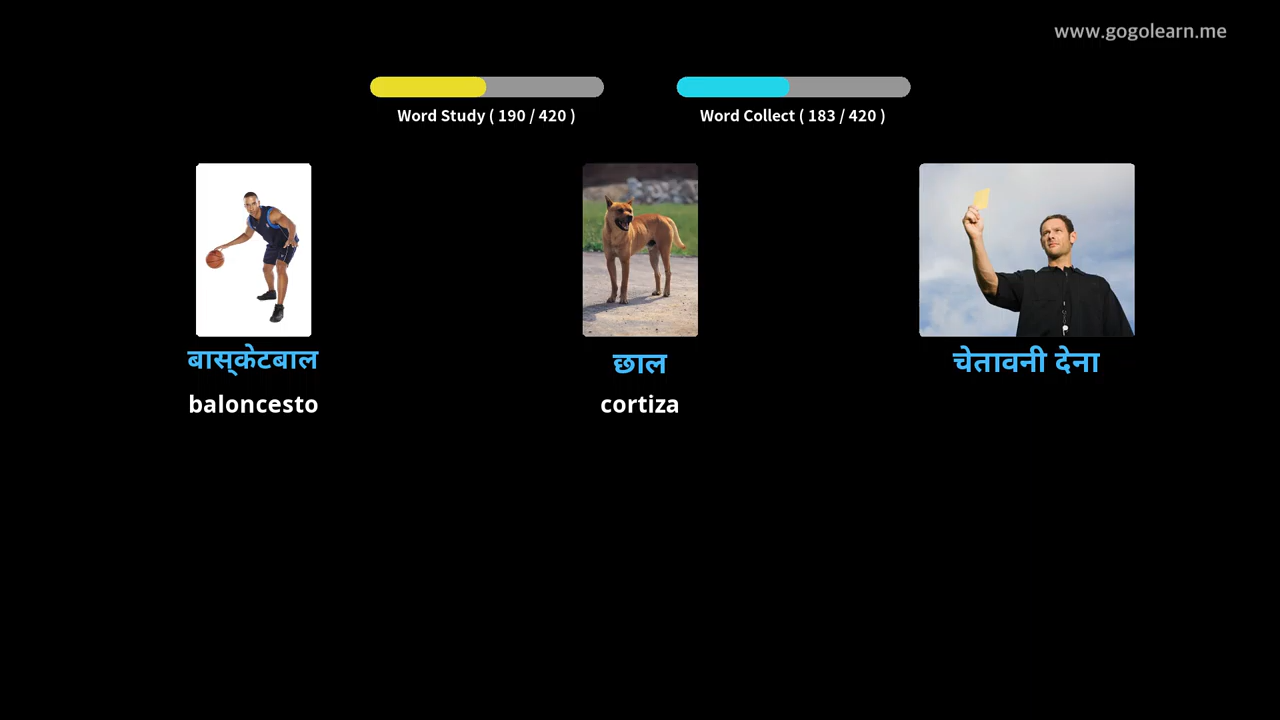 www.gogolearn.me
Word Study ( 190 / 420 )
Word Collect ( 183 / 420 )
बास्केटबाल
छाल
चेतावनी देना
baloncesto
cortiza